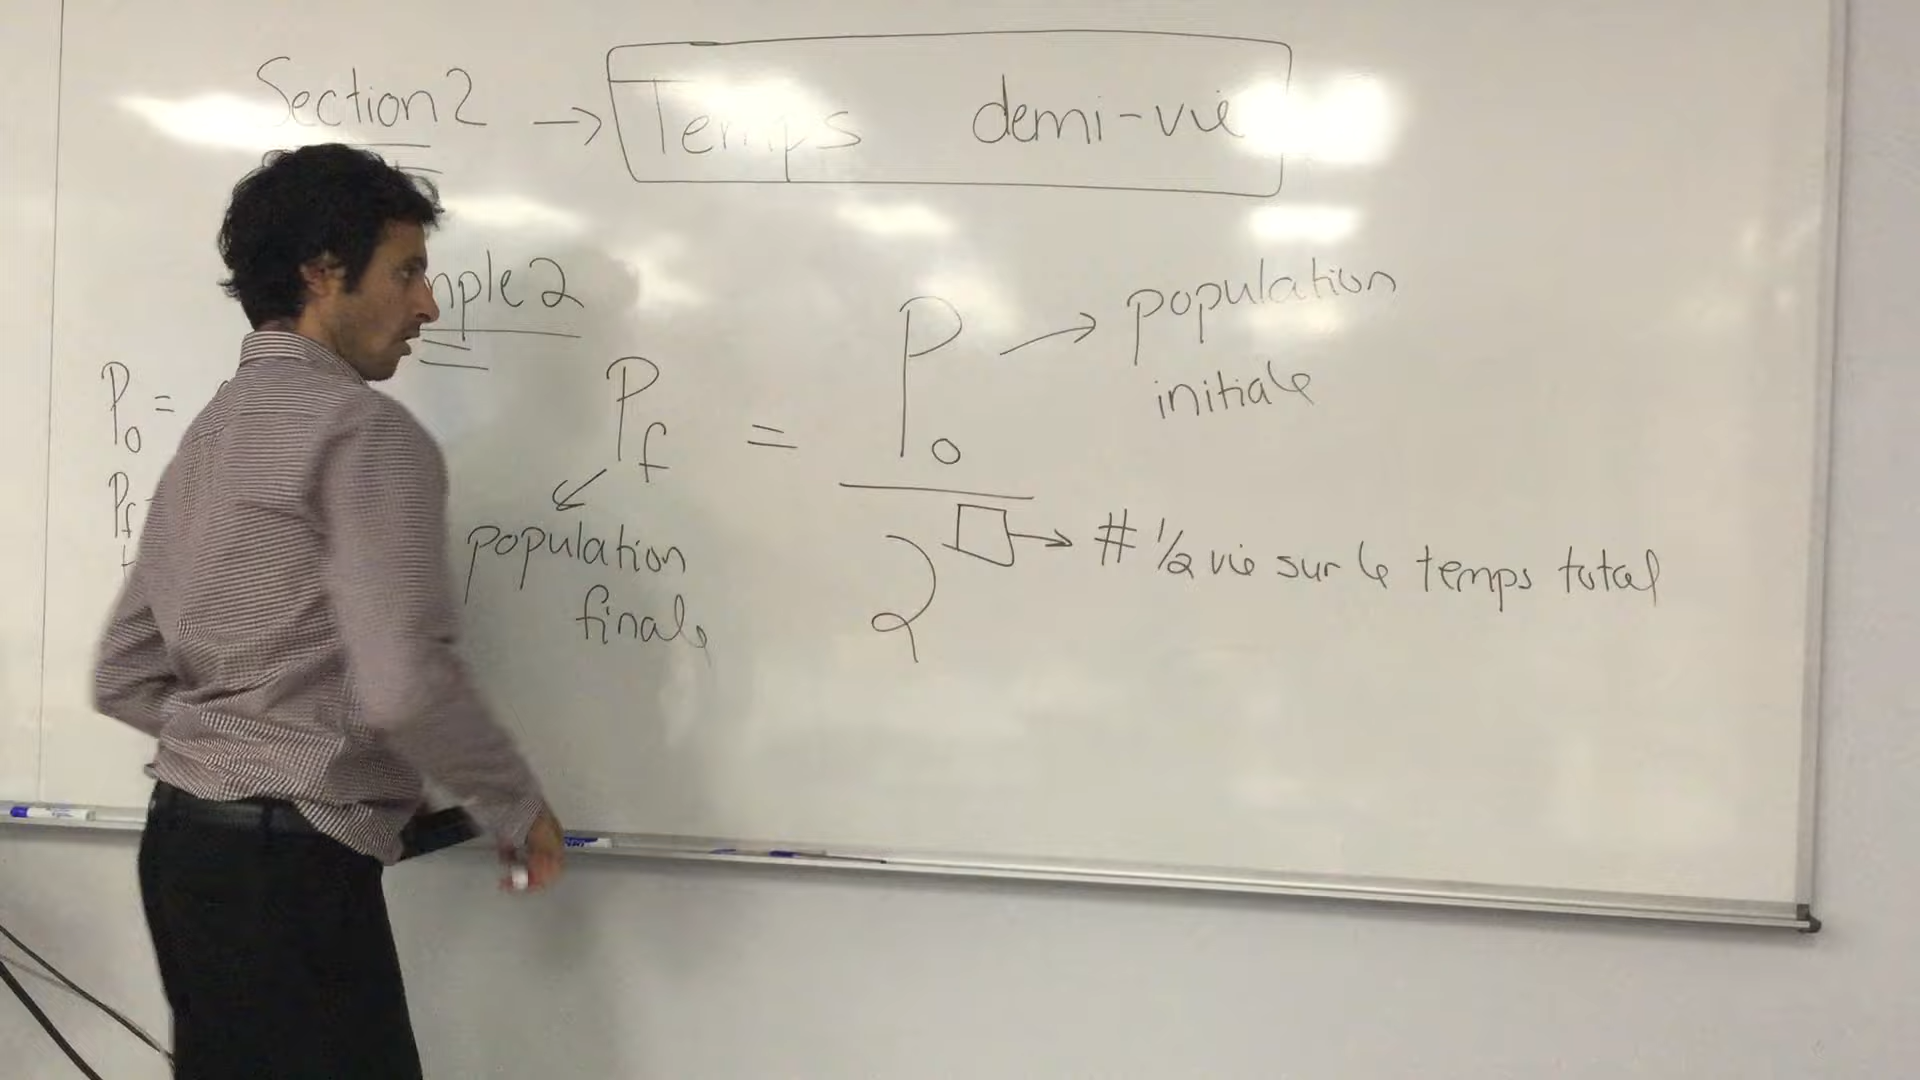 Section 2 → Temps demi-vie
mple 2
P₀ =
Pf
Pf = P₀ / 2^□
P₀ → population
initiale
population
finale
□ → # 1/2 vie sur le temps total